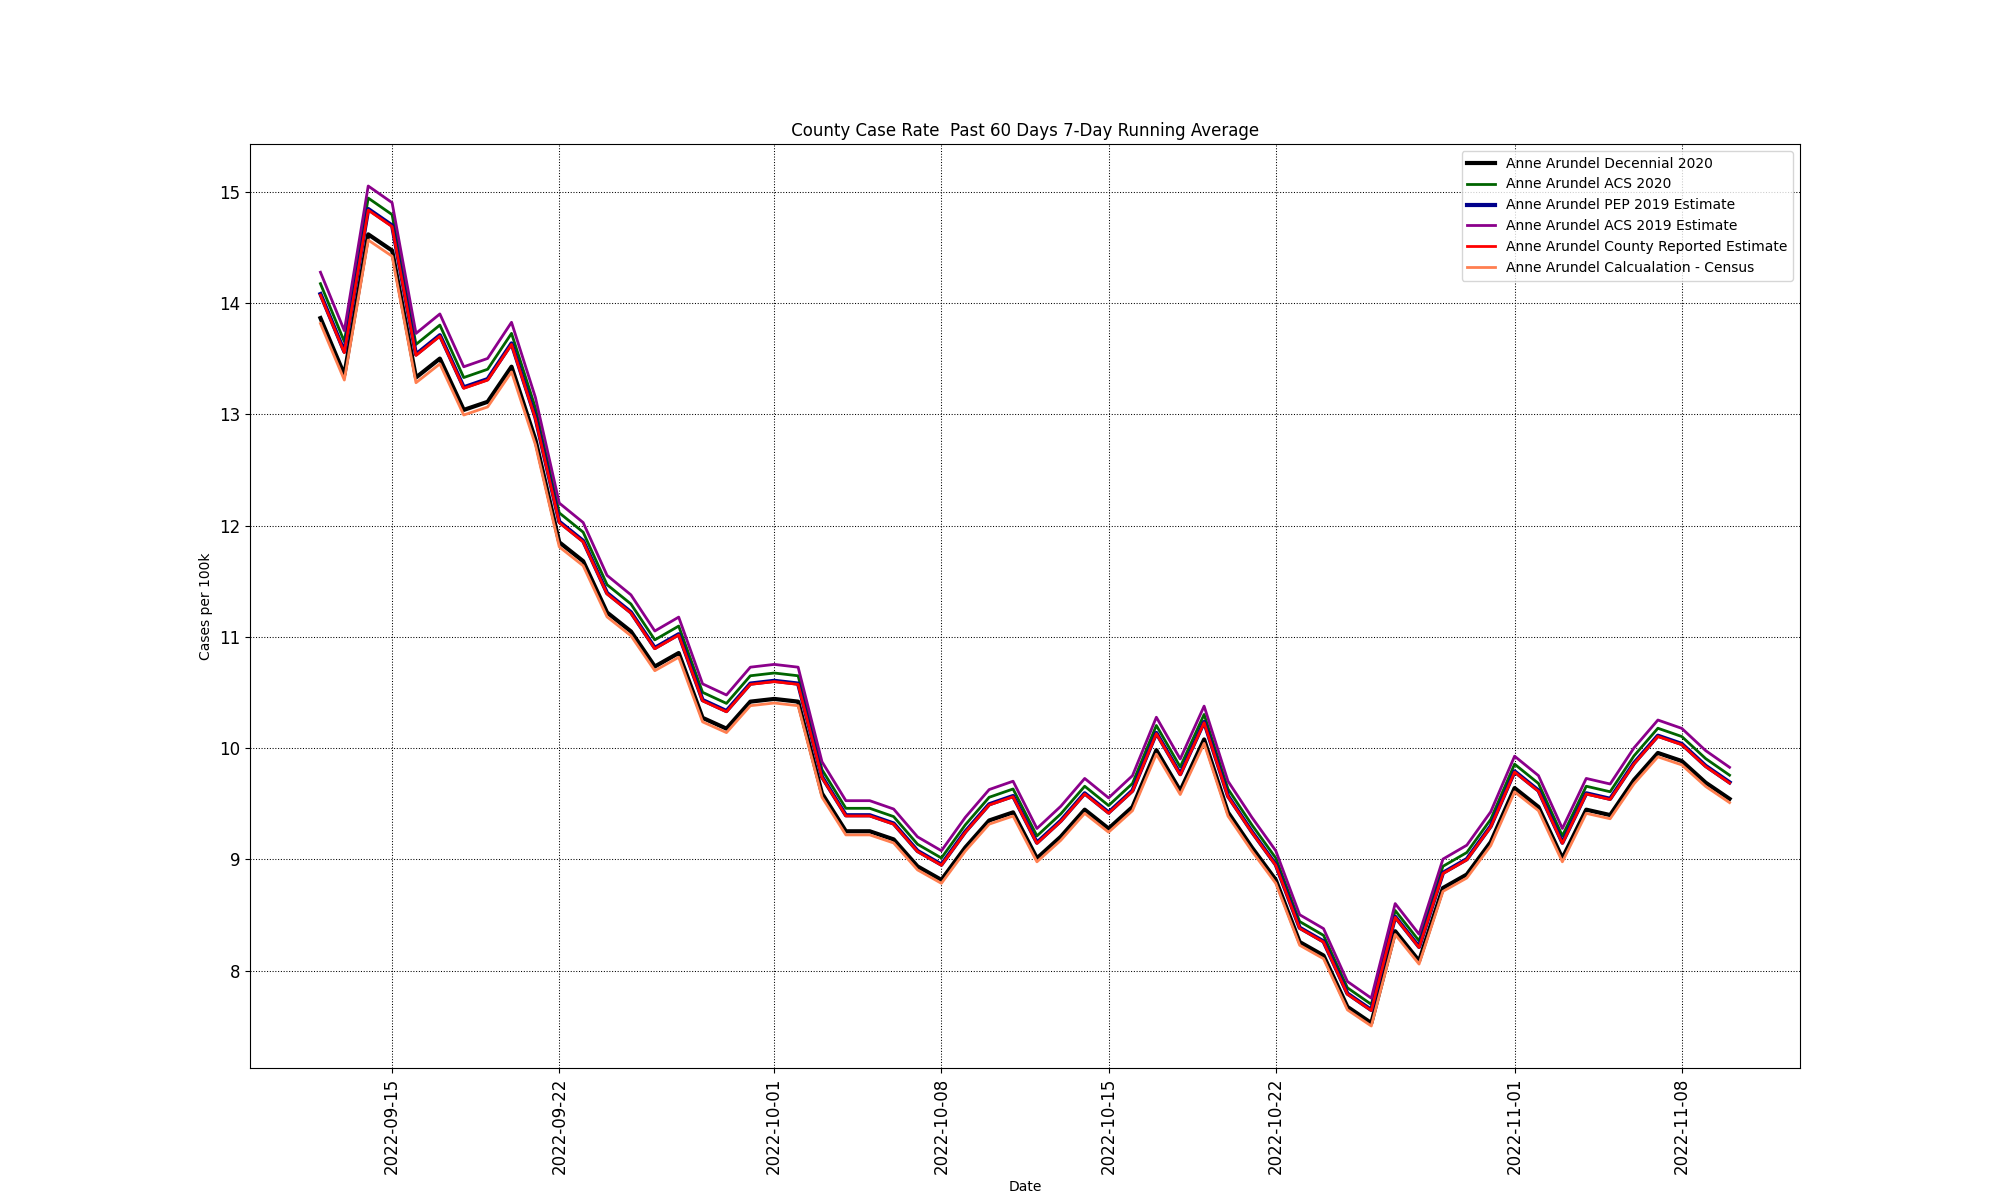 County Case Rate  Past 60 Days 7-Day Running Average
Anne Arundel Decennial 2020
Anne Arundel ACS 2020
Anne Arundel PEP 2019 Estimate
Anne Arundel ACS 2019 Estimate
Anne Arundel County Reported Estimate
Anne Arundel Calcualation - Census
15
14
13
12
11
10
9
8
Cases per 100k
2022-09-15
2022-09-22
2022-10-01
2022-10-08
2022-10-15
2022-10-22
2022-11-01
2022-11-08
Date